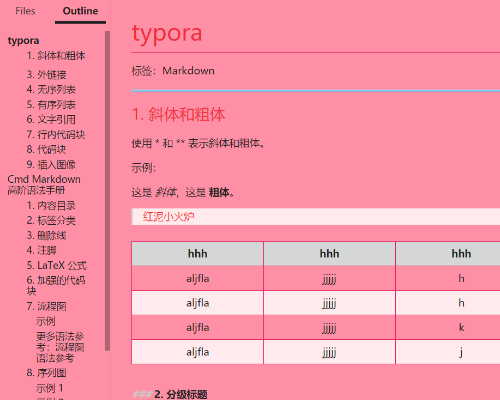 Files Outline
typora
1. 斜体和粗体
3. 外链接
4. 无序列表
5. 有序列表
6. 文字引用
7. 行内代码块
8. 代码块
9. 插入图像
Cmd Markdown
高阶语法手册
1. 内容目录
2. 标签分类
3. 删除线
4. 注脚
5. LaTeX 公式
6. 加强的代码
块
7. 流程图
示例
更多语法参
考：流程图
语法参考
8. 序列图
示例 1
typora
标签：Markdown
1. 斜体和粗体
使用 * 和 ** 表示斜体和粗体。
示例：
这是 斜体，这是 粗体。
红泥小火炉
hhh hhh hhh
aljfla jjjjj h
aljfla jjjjj h
aljfla jjjjj k
aljfla jjjjj j
### 2. 分级标题